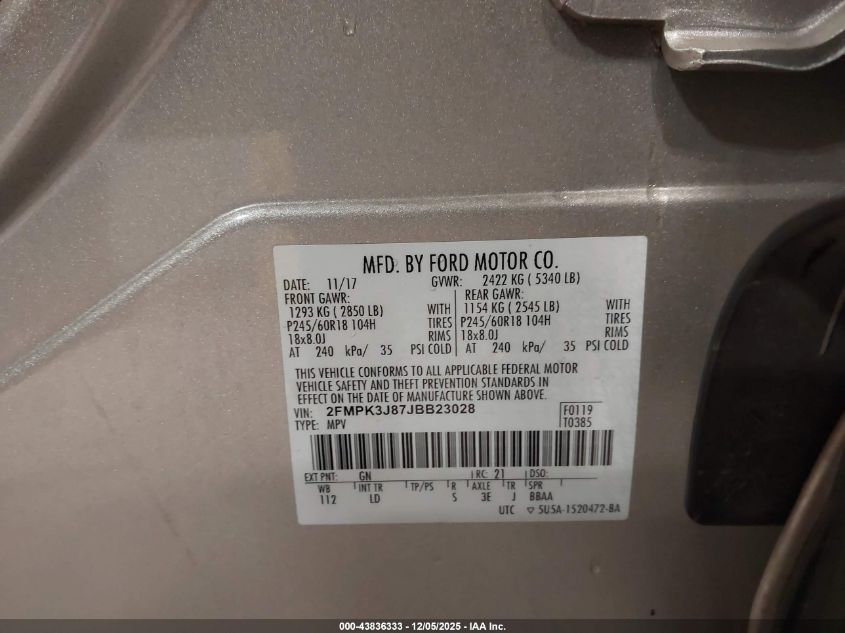 MFD. BY FORD MOTOR CO.
DATE: 11/17 GVWR: 2422 KG ( 5340 LB)
FRONT GAWR: REAR GAWR:
1293 KG ( 2850 LB) WITH 1154 KG ( 2545 LB) WITH
P245/60R18 104H TIRES P245/60R18 104H TIRES
18x8.0J RIMS 18x8.0J RIMS
AT 240 kPa/ 35 PSI COLD AT 240 kPa/ 35 PSI COLD
THIS VEHICLE CONFORMS TO ALL APPLICABLE FEDERAL MOTOR
VEHICLE SAFETY AND THEFT PREVENTION STANDARDS IN
EFFECT ON THE DATE OF MANUFACTURE SHOWN ABOVE.
VIN: 2FMPK3J87JBB23028 F0119
TYPE: MPV T0385
EXT PNT: GN RC: 21 DSO:
WB INT TR TP/PS R AXLE TR SPR
112 LD S 3E J BBAA
UTC ▽ 5U5A-1520472-BA
000-43836333 - 12/05/2025 - IAA Inc.